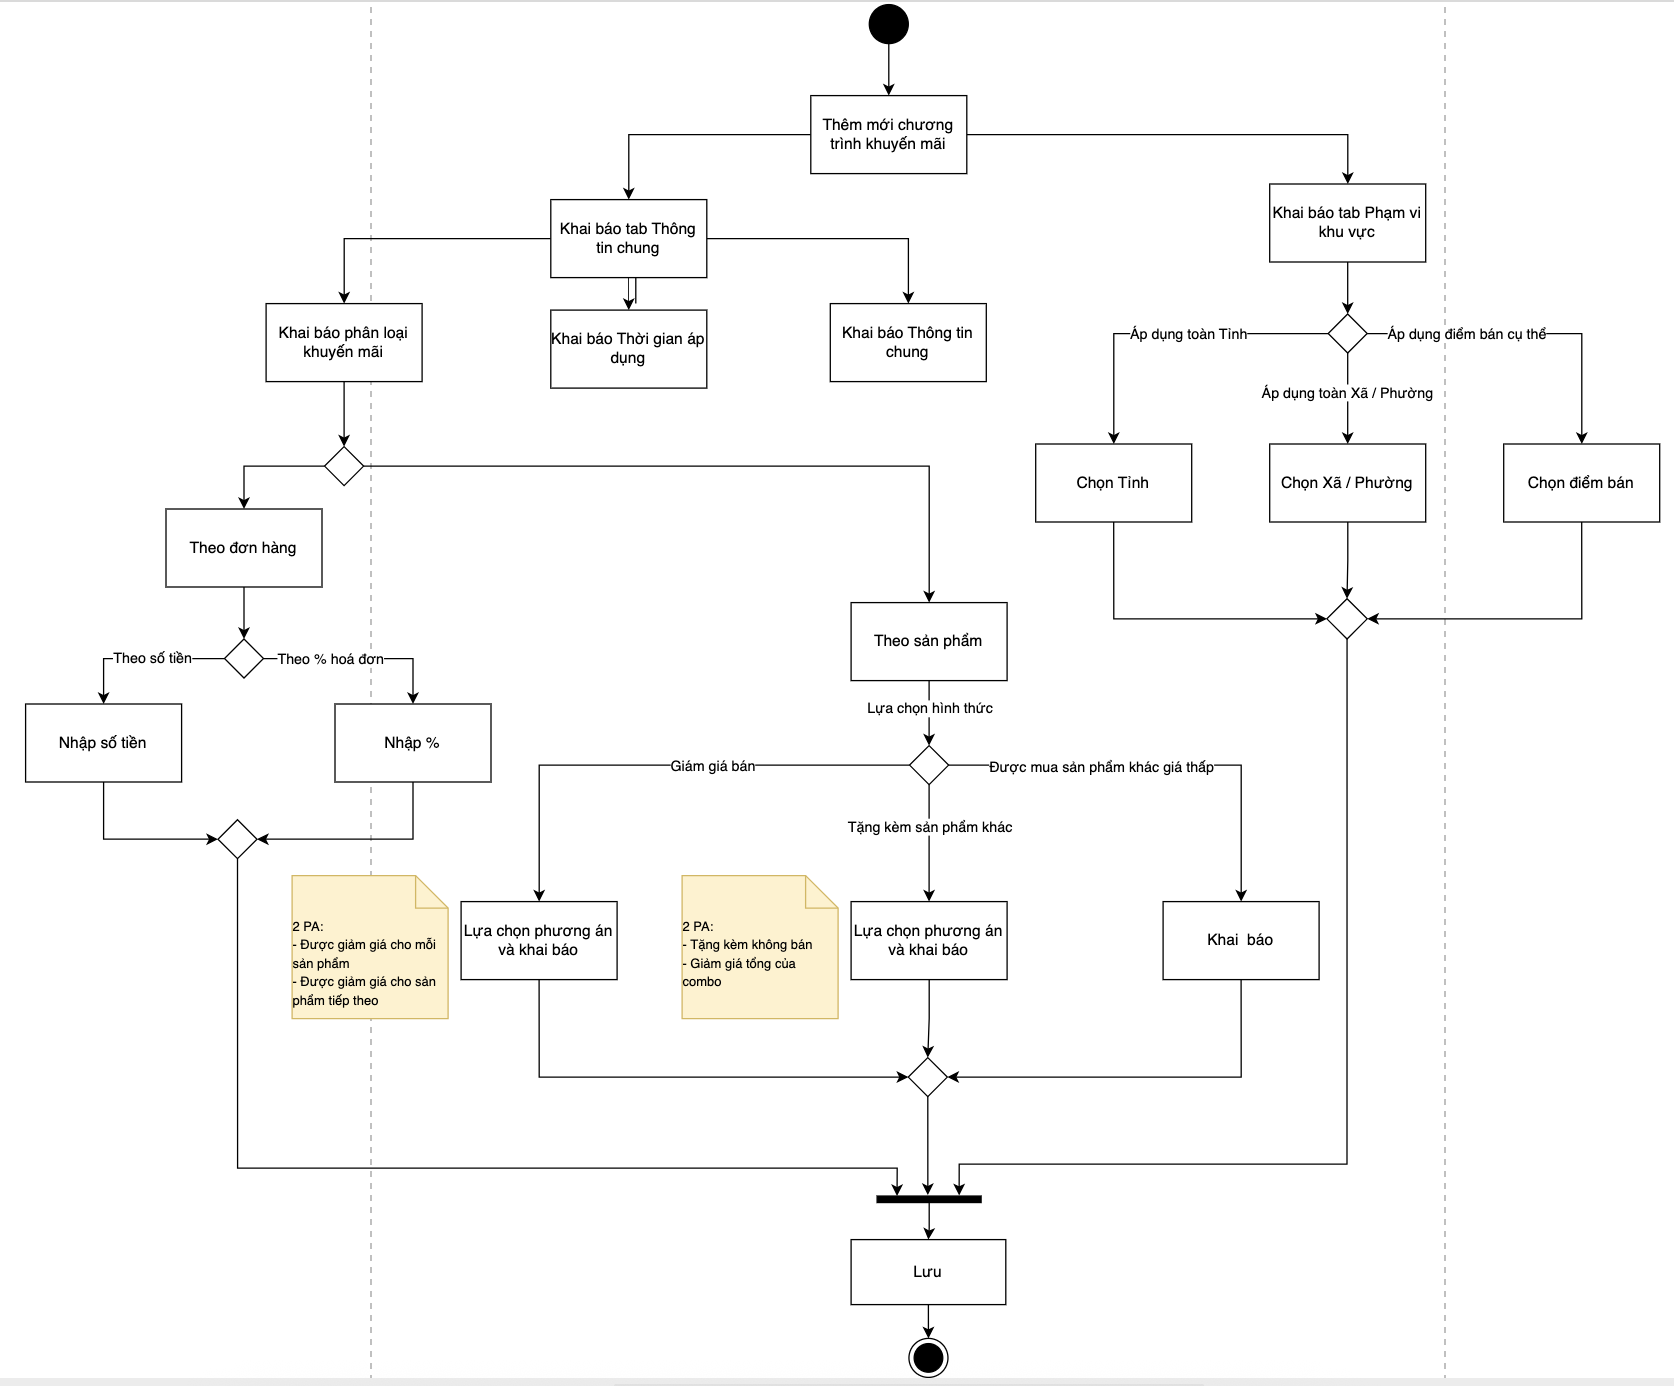 Thêm mới chương
trình khuyến mãi
Khai báo tab Thông
tin chung
Khai báo tab Phạm vi
khu vực
Khai báo phân loại
khuyến mãi
Khai báo Thời gian áp
dụng
Khai báo Thông tin
chung
Áp dụng toàn Tỉnh
Áp dụng điểm bán cụ thể
Áp dụng toàn Xã / Phường
Chọn Tỉnh
Chọn Xã / Phường
Chọn điểm bán
Theo đơn hàng
Theo sản phẩm
Theo số tiền
Theo % hoá đơn
Nhập số tiền
Nhập %
Lựa chọn hình thức
Giám giá bán
Được mua sản phẩm khác giá thấp
Tặng kèm sản phẩm khác
2 PA:
- Được giảm giá cho mỗi
sản phẩm
- Được giảm giá cho sản
phẩm tiếp theo
Lựa chọn phương án
và khai báo
2 PA:
- Tặng kèm không bán
- Giảm giá tổng của
combo
Lựa chọn phương án
và khai báo
Khai  báo
Lưu